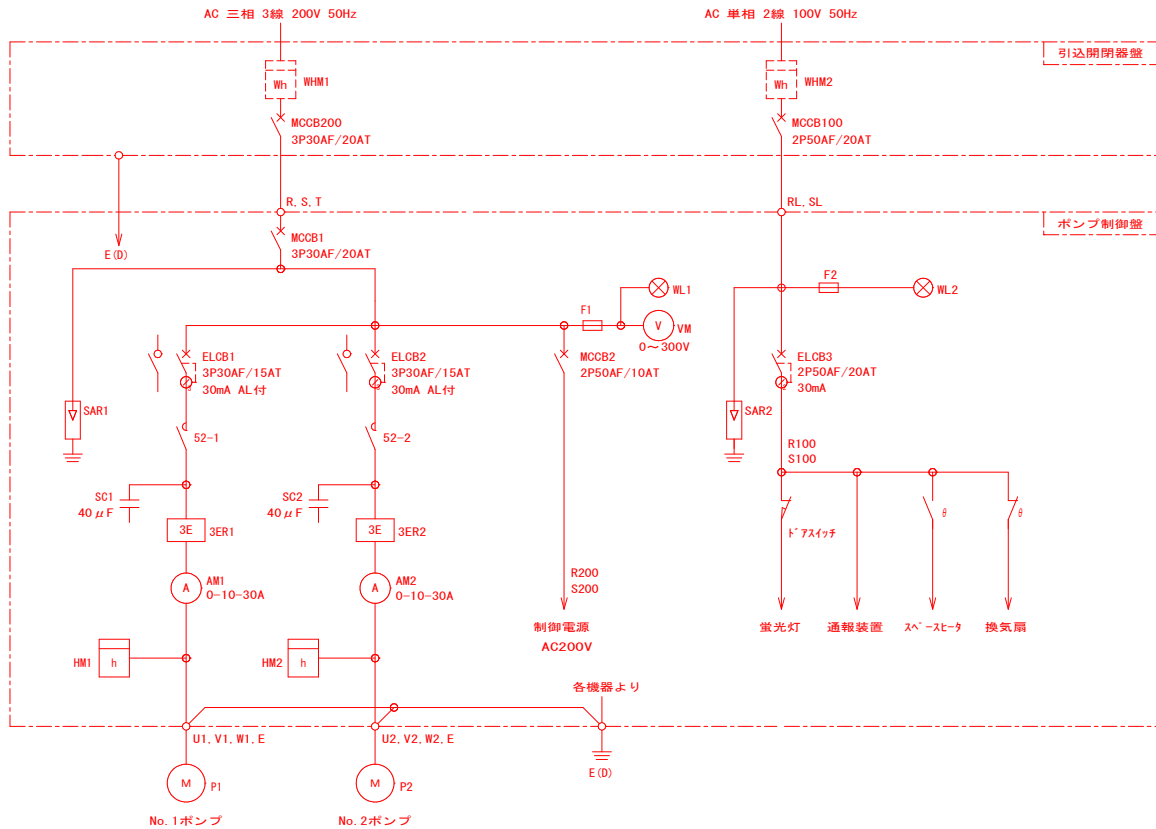 AC 三相 3線 200V 50Hz
AC 単相 2線 100V 50Hz
引込開閉器盤
Wh
WHM1
Wh
WHM2
MCCB200
3P30AF/20AT
MCCB100
2P50AF/20AT
R,S,T
RL,SL
ポンプ制御盤
E(D)
MCCB1
3P30AF/20AT
F2
WL2
WL1
F1
V
VM
0～300V
ELCB1
3P30AF/15AT
30mA AL付
ELCB2
3P30AF/15AT
30mA AL付
MCCB2
2P50AF/10AT
ELCB3
2P50AF/20AT
30mA
SAR1
SAR2
52-1
52-2
R100
S100
SC1
40μF
SC2
40μF
3E
3ER1
3E
3ER2
θ
θ
ﾄﾞｱｽｲｯﾁ
A
AM1
0-10-30A
A
AM2
0-10-30A
R200
S200
制御電源
AC200V
蛍光灯
通報装置
ｽﾍﾟｰｽﾋｰﾀ
換気扇
HM1
h
HM2
h
各機器より
U1,V1,W1,E
U2,V2,W2,E
E(D)
M
P1
M
P2
No.1ポンプ
No.2ポンプ